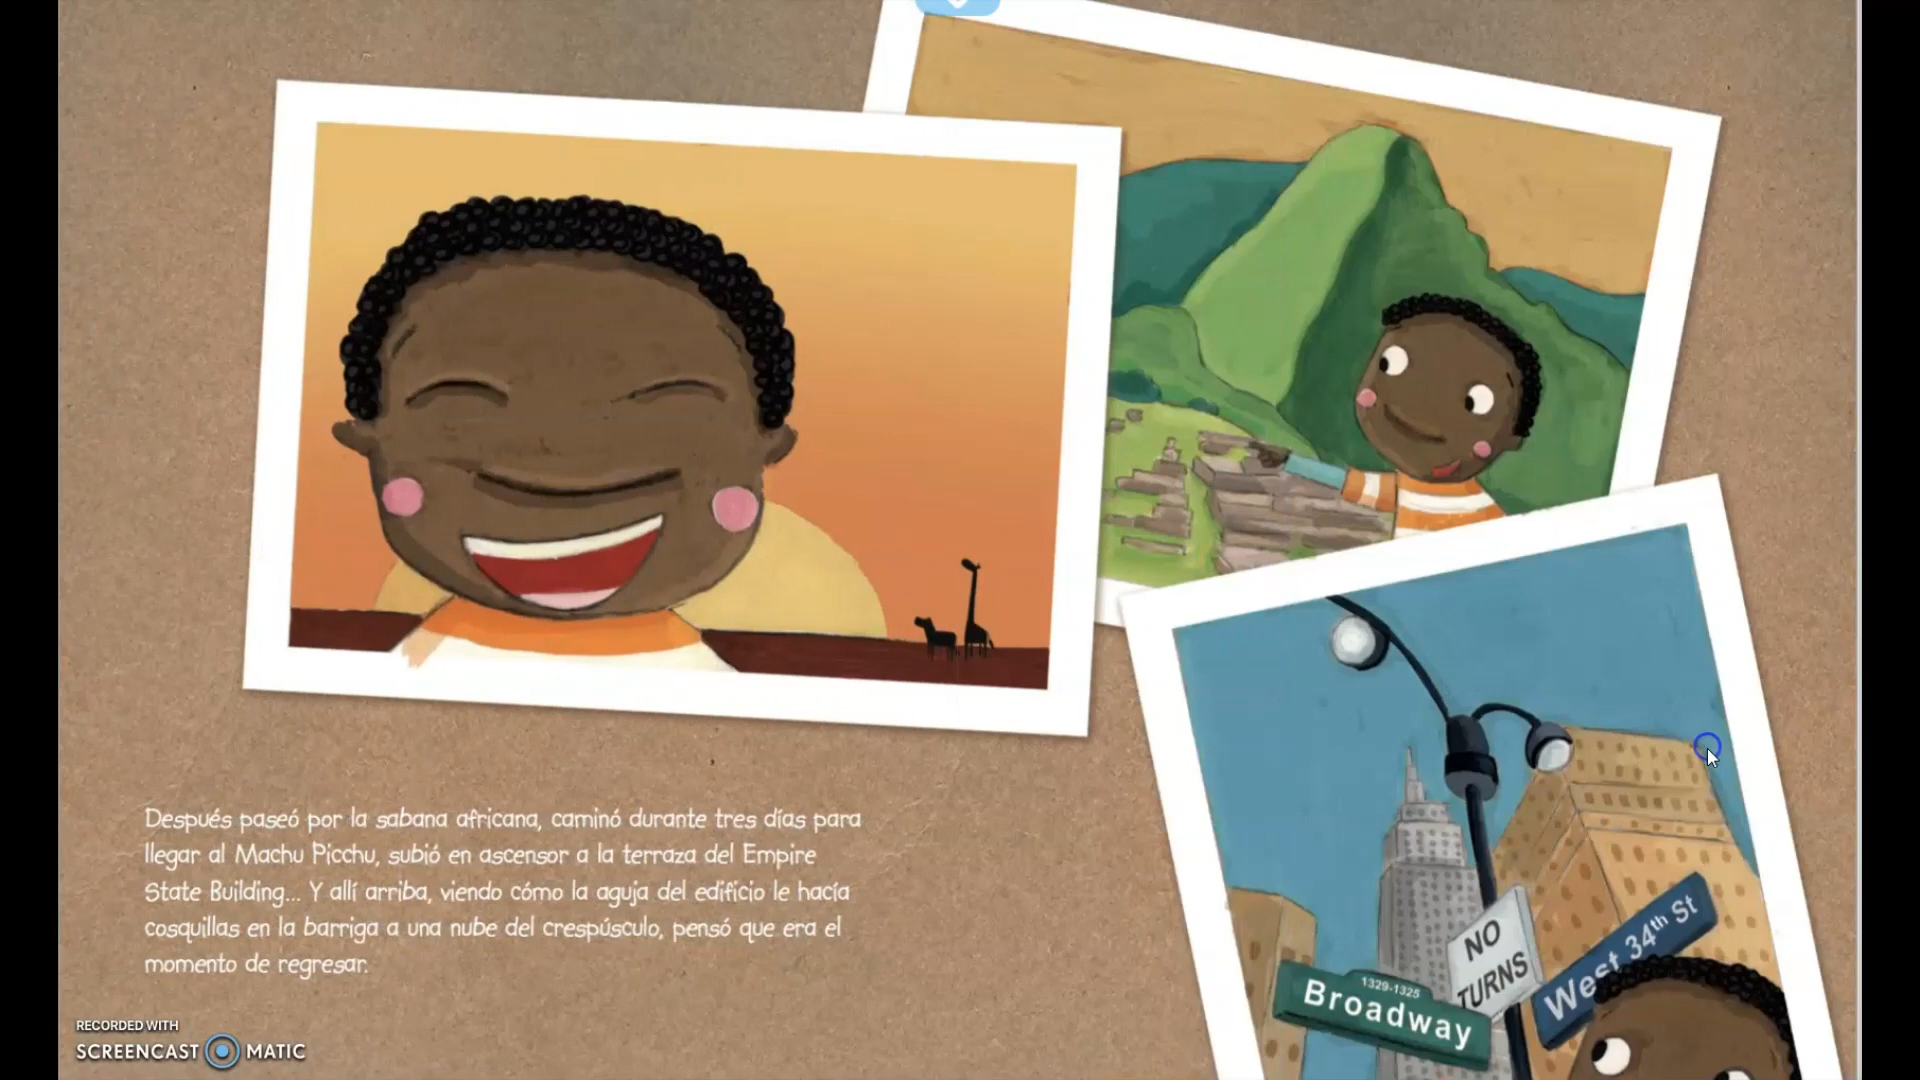 Después paseó por la sabana africana, caminó durante tres días para
llegar al Machu Picchu, subió en ascensor a la terraza del Empire
State Building... Y allí arriba, viendo cómo la aguja del edificio le hacía
cosquillas en la barriga a una nube del crespúsculo, pensó que era el
momento de regresar.
NO
TURNS
West 34th St
1329-1325
Broadway
RECORDED WITH
SCREENCAST MATIC